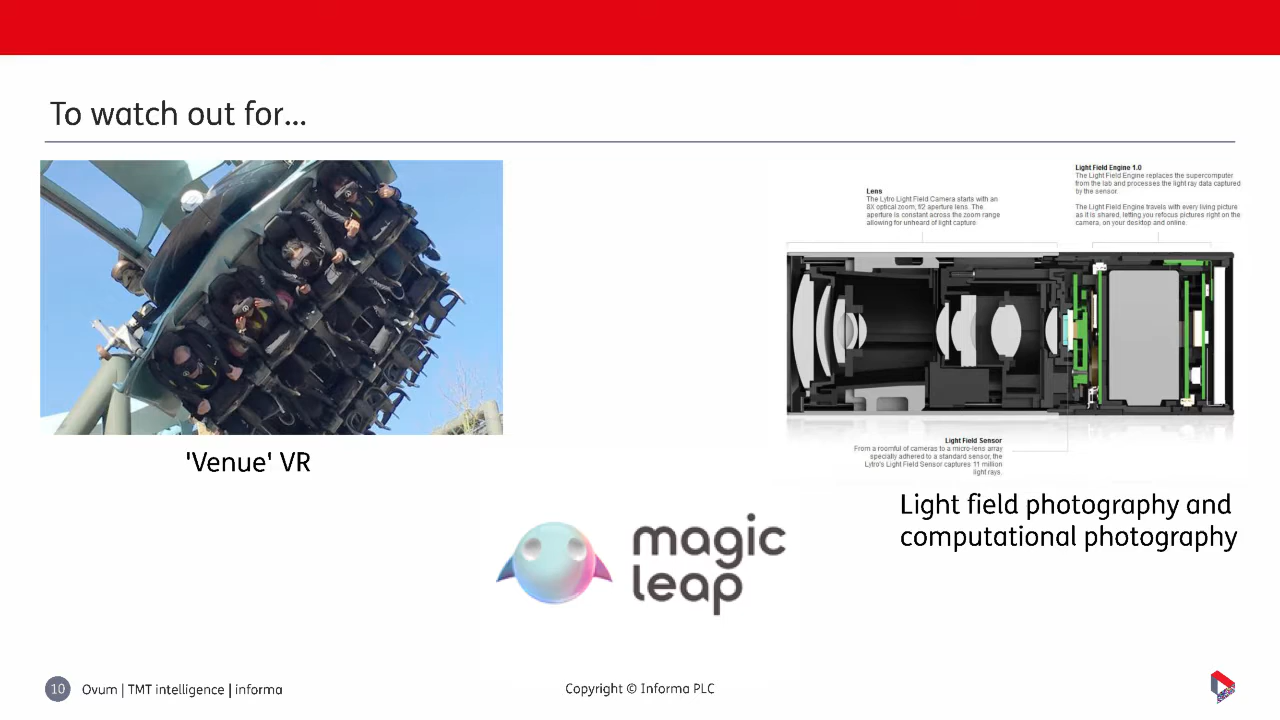 To watch out for...
'Venue' VR
Lens
The Lytro Light Field Camera starts with an
8X optical zoom, f/2 aperture lens. The
aperture is constant across the zoom range
allowing for unheard of light capture.
Light Field Engine 1.0
The Light Field Engine replaces the supercomputer
from the lab and processes the light ray data captured
by the sensor.
The Light Field Engine travels with every living picture
as it is shared, letting you refocus pictures right on the
camera, on your desktop and online.
Light Field Sensor
From a roomful of cameras to a micro-lens array
specially adhered to a standard sensor, the
Lytro's Light Field Sensor captures 11 million
light rays.
Light field photography and
computational photography
magic
leap
10 Ovum | TMT intelligence | informa
Copyright © Informa PLC